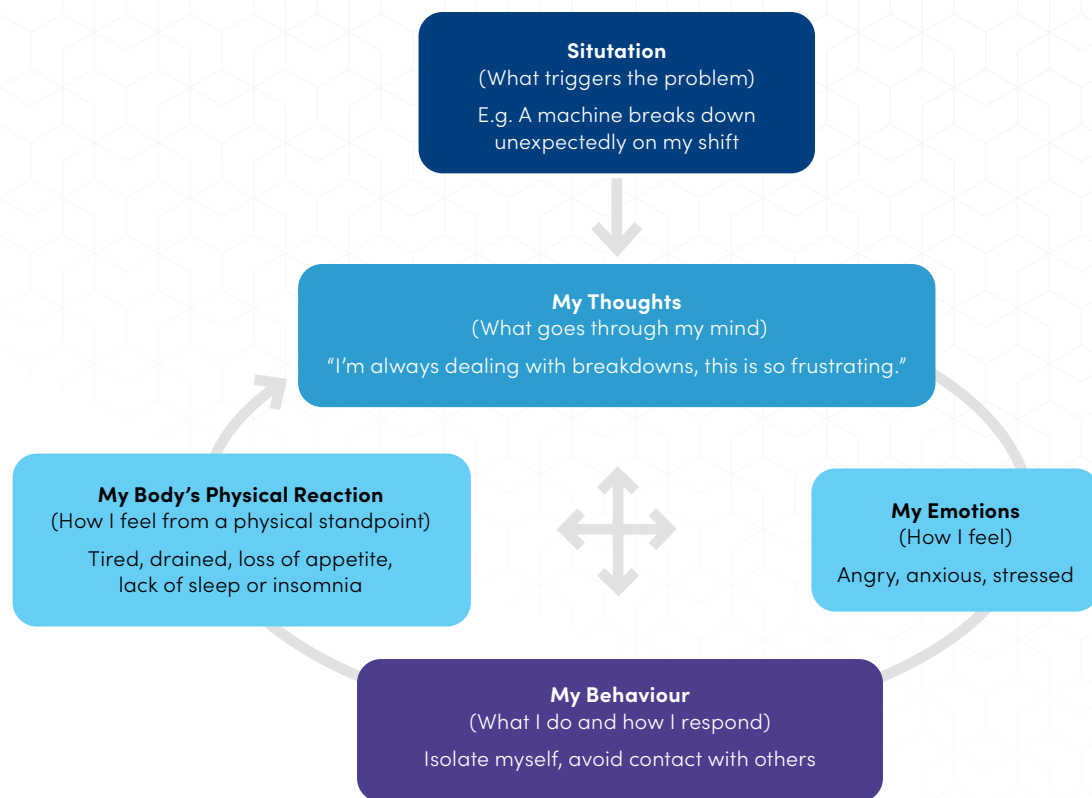 Situtation
(What triggers the problem)
E.g. A machine breaks down
unexpectedly on my shift
My Thoughts
(What goes through my mind)
“I’m always dealing with breakdowns, this is so frustrating.”
My Body’s Physical Reaction
(How I feel from a physical standpoint)
Tired, drained, loss of appetite,
lack of sleep or insomnia
My Emotions
(How I feel)
Angry, anxious, stressed
My Behaviour
(What I do and how I respond)
Isolate myself, avoid contact with others